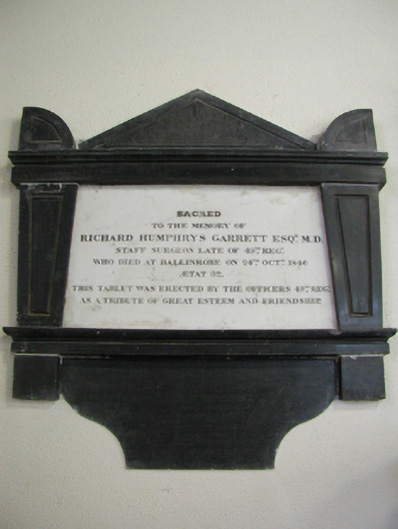 SACRED
TO THE MEMORY OF
RICHARD HUMPHRYS GARRETT ESQR. M.D.
STAFF SURGEON LATE OF 49TH REGT.
WHO DIED AT BALLINROBE ON 24TH OCTR. 1846
ÆTAT 32.
THIS TABLET WAS ERECTED BY THE OFFICERS 49TH REGT.
AS A TRIBUTE OF GREAT ESTEEM AND FRIENDSHIP.